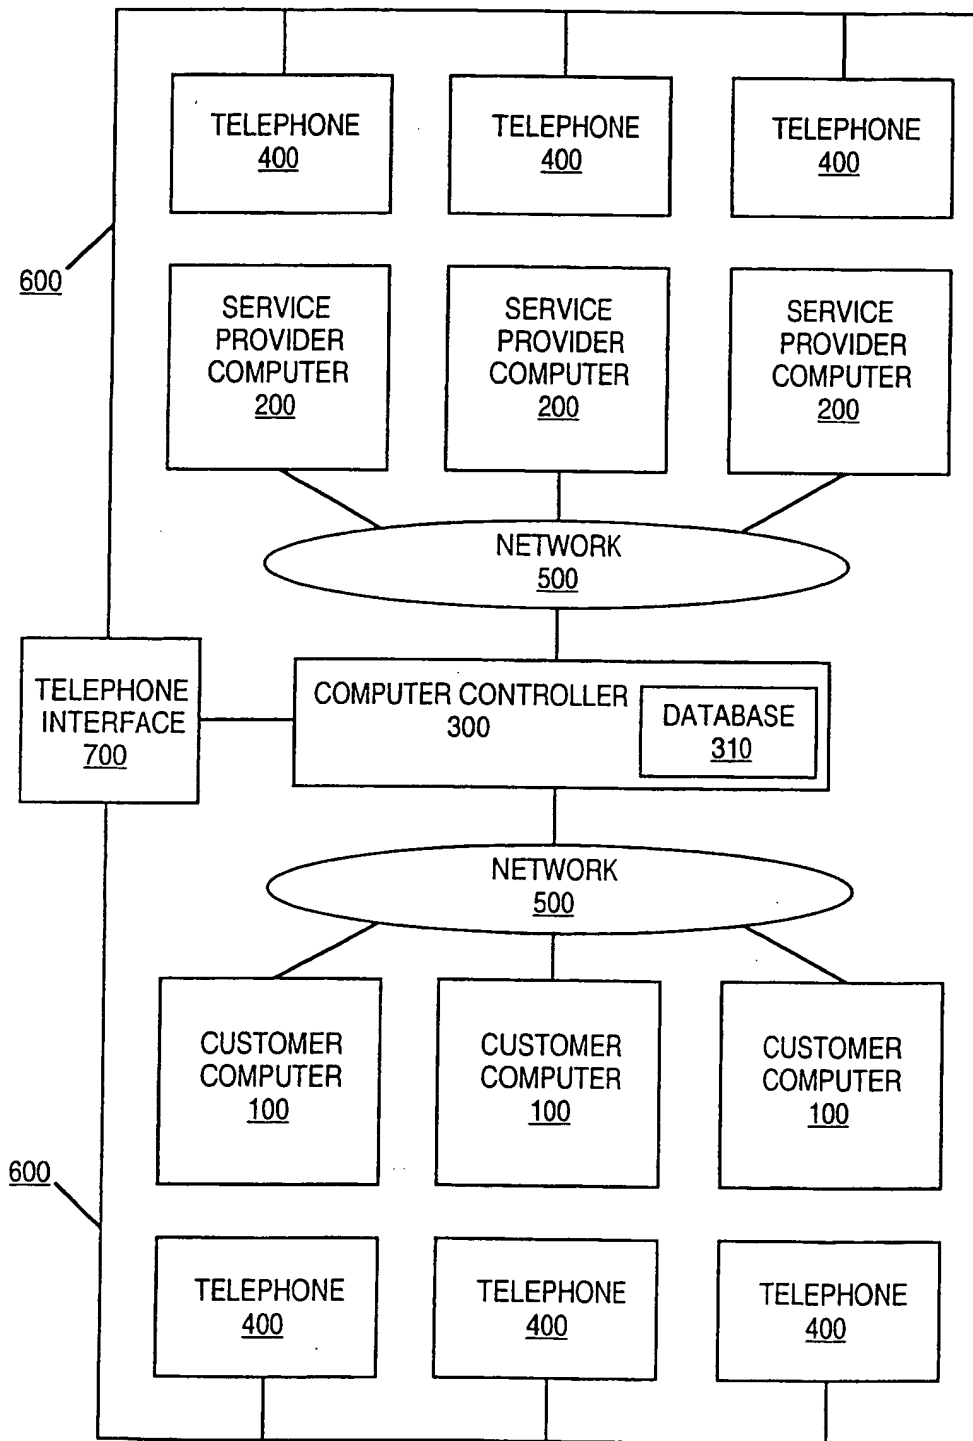 TELEPHONE
400
TELEPHONE
400
TELEPHONE
400
600
SERVICE
PROVIDER
COMPUTER
200
SERVICE
PROVIDER
COMPUTER
200
SERVICE
PROVIDER
COMPUTER
200
NETWORK
500
TELEPHONE
INTERFACE
700
COMPUTER CONTROLLER
300
DATABASE
310
NETWORK
500
CUSTOMER
COMPUTER
100
CUSTOMER
COMPUTER
100
CUSTOMER
COMPUTER
100
600
TELEPHONE
400
TELEPHONE
400
TELEPHONE
400